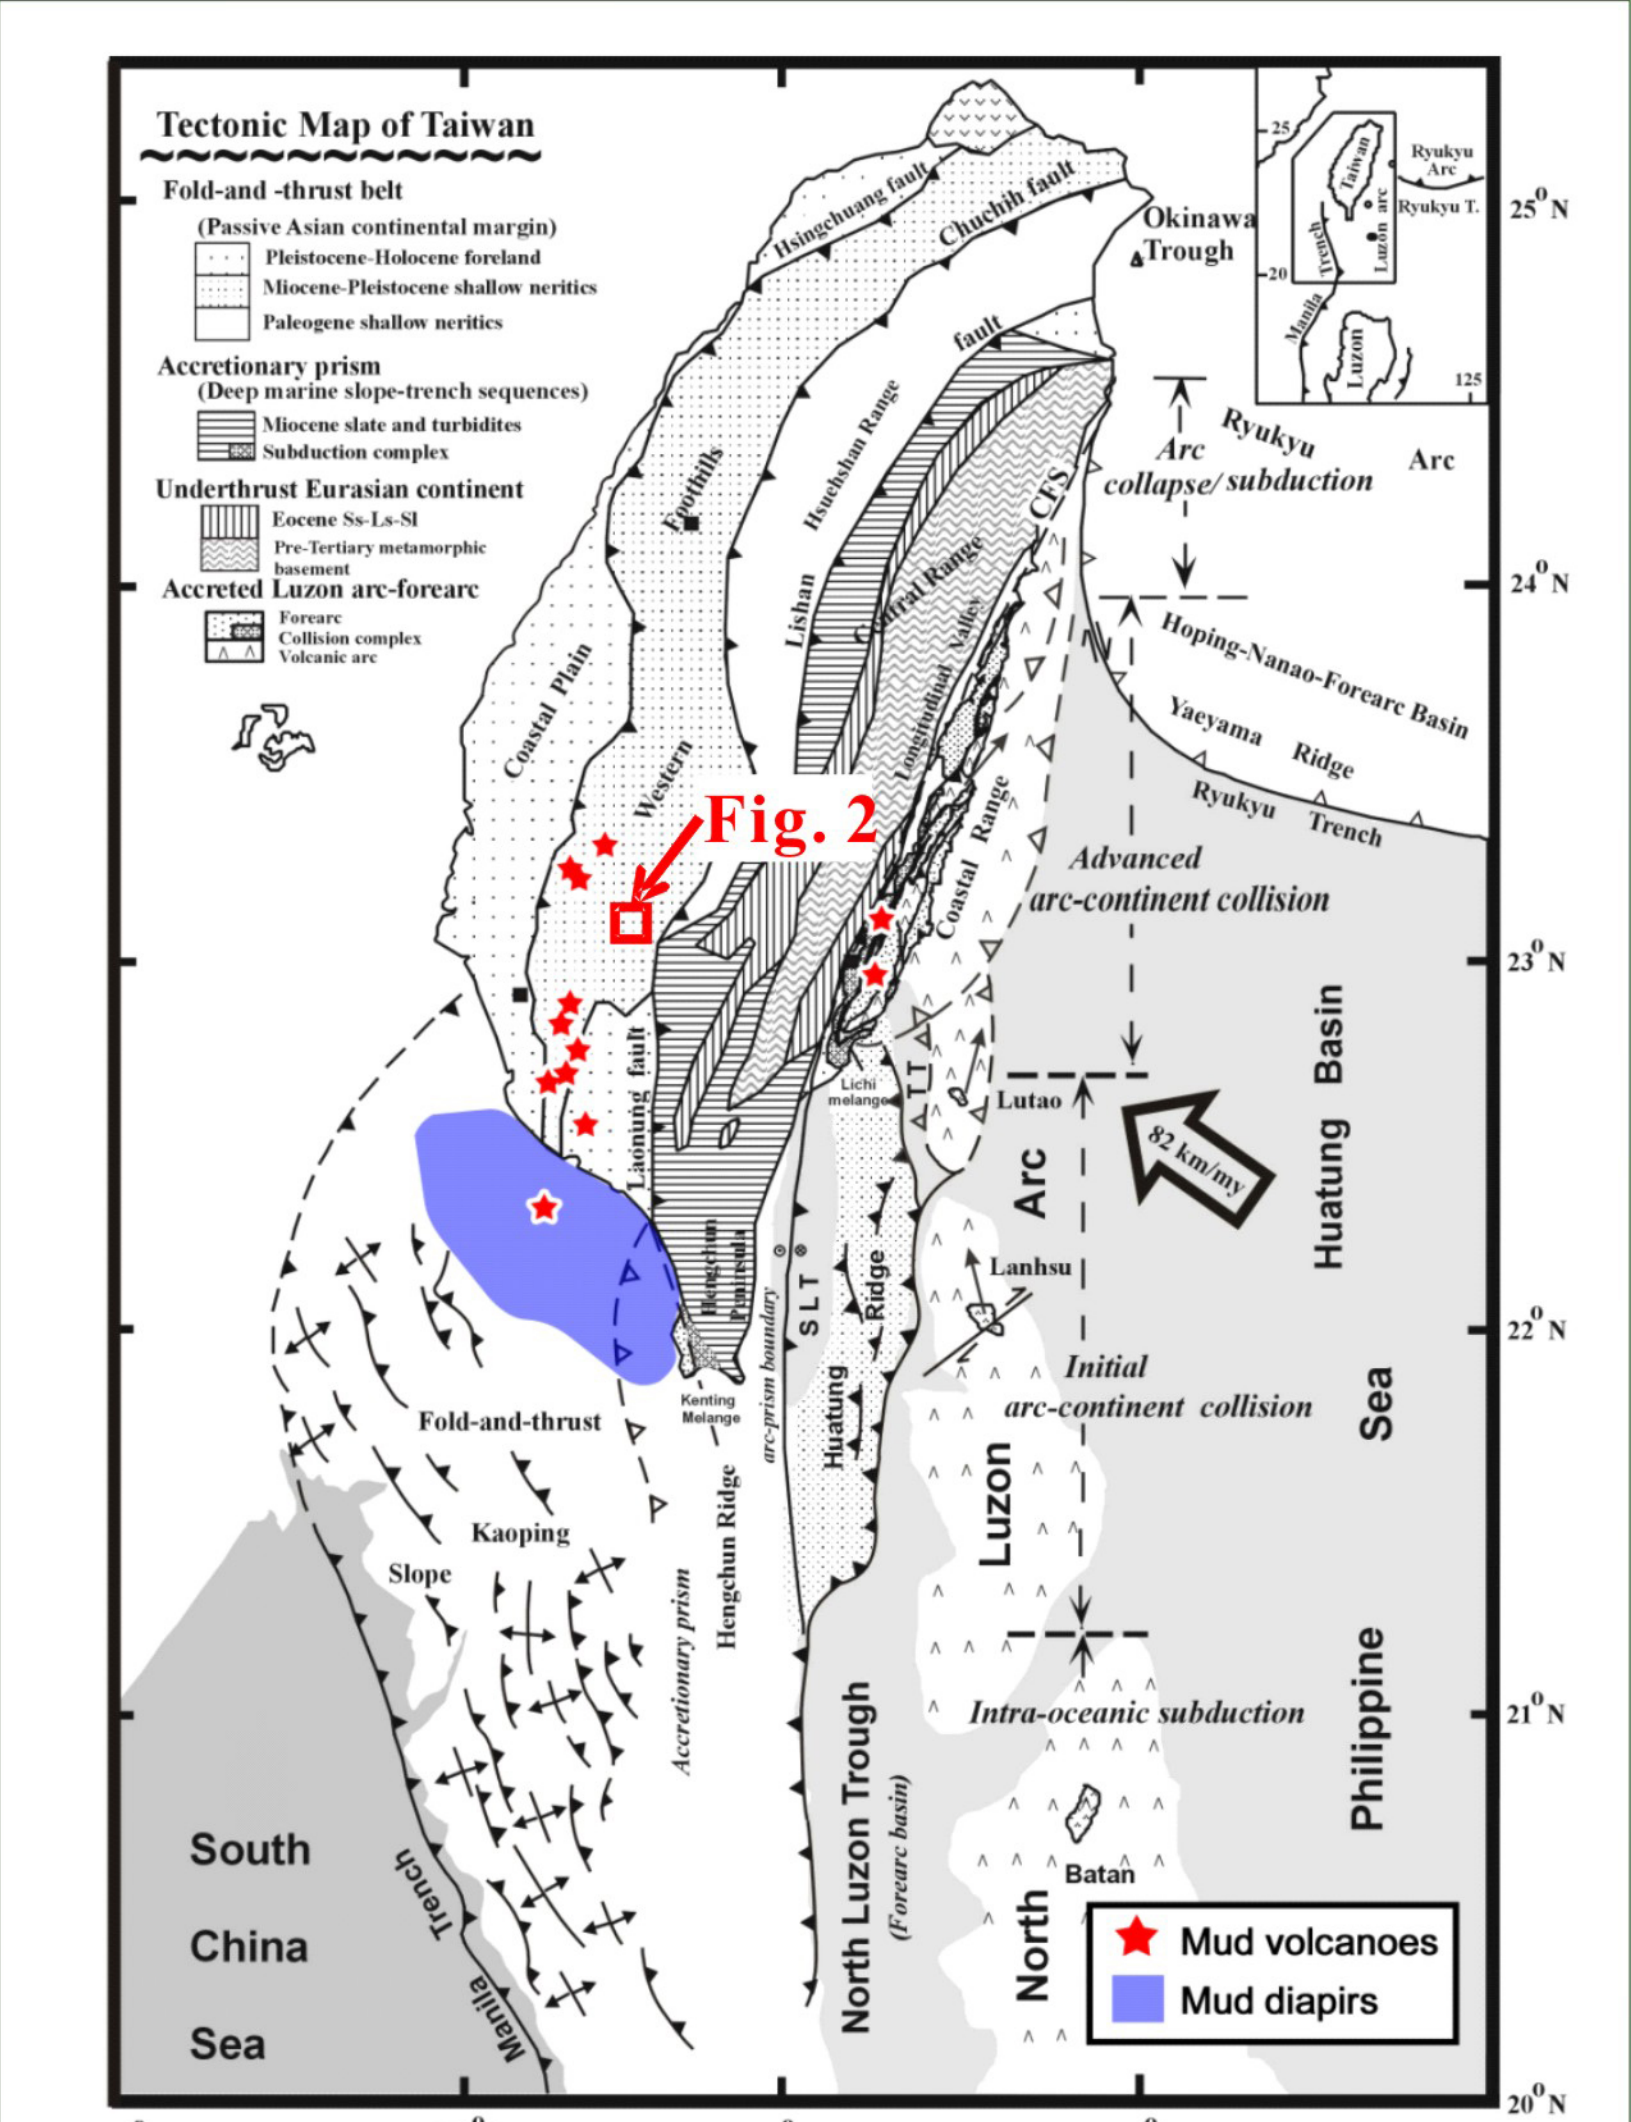 Tectonic Map of Taiwan
Fold-and -thrust belt
(Passive Asian continental margin)
Pleistocene-Holocene foreland
Miocene-Pleistocene shallow neritics
Paleogene shallow neritics
Accretionary prism
(Deep marine slope-trench sequences)
Miocene slate and turbidites
Subduction complex
Underthrust Eurasian continent
Eocene Ss-Ls-Sl
Pre-Tertiary metamorphic
basement
Accreted Luzon arc-forearc
Forearc
Collision complex
Volcanic arc
25
20
125
Taiwan
Ryukyu
Arc
Ryukyu T.
Luzon arc
Trench
Manila
Luzon
25° N
24° N
23° N
22° N
21° N
20° N
Hsingchuang fault
Chuchih fault
Okinawa
Trough
fault
Lishan
Hsuehshan Range
Foothills
Western
Coastal Plain
Central Range
Longitudinal Valley
CFS
Coastal Range
Ryukyu
Arc
Arc
collapse/subduction
Hoping-Nanao-Forearc Basin
Yaeyama Ridge
Ryukyu Trench
Fig. 2
Advanced
arc-continent collision
Laonung fault
Lichi
melange
TT
Lutao
82 km/my
Arc
Huatung Basin
Hengchun
Peninsula
SLT
Ridge
Huatung
Lanhsu
arc-prism boundary
Kenting
Melange
Initial
arc-continent collision
Fold-and-thrust
Kaoping
Slope
Hengchun Ridge
Accretionary prism
Luzon
Sea
Philippine
Intra-oceanic subduction
North Luzon Trough
(Forearc basin)
North
Batan
South
China
Sea
Trench
Manila
Mud volcanoes
Mud diapirs